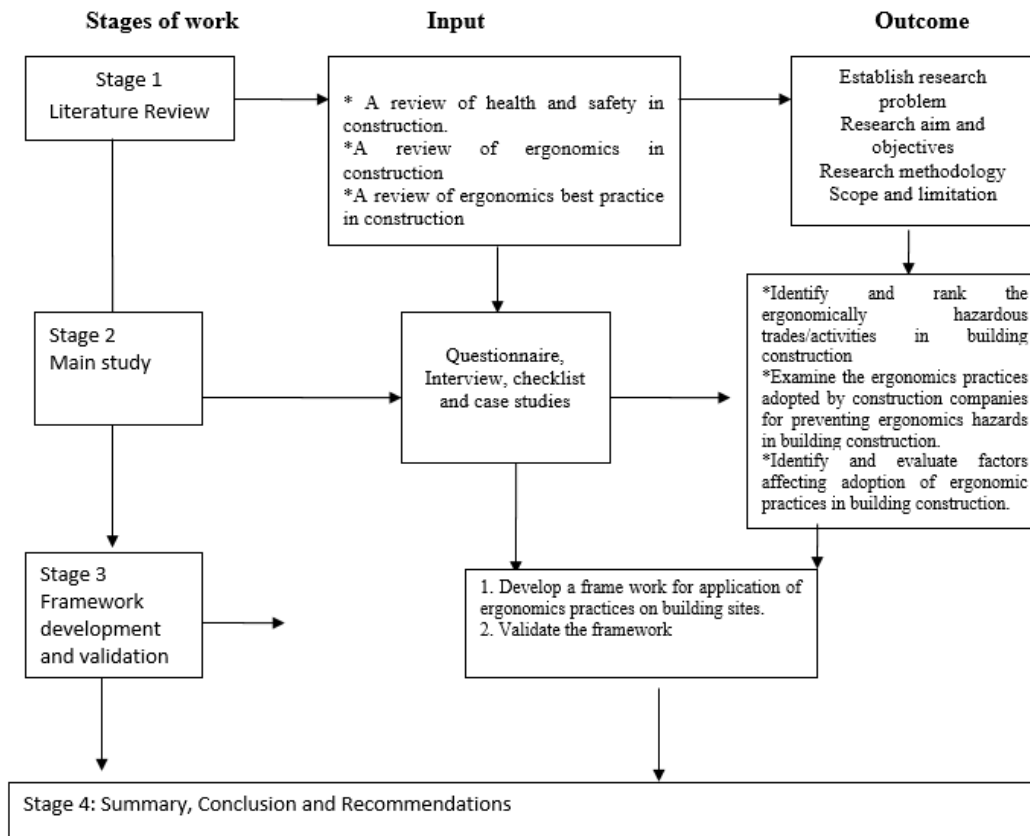 Stages of work
Input
Outcome
Stage 1
Literature Review
* A review of health and safety in
construction.
*A review of ergonomics in
construction
*A review of ergonomics best practice
in construction
Establish research
problem
Research aim and
objectives
Research methodology
Scope and limitation
Stage 2
Main study
Questionnaire,
Interview, checklist
and case studies
*Identify and rank the
ergonomically hazardous
trades/activities in building
construction
*Examine the ergonomics practices
adopted by construction companies
for preventing ergonomics hazards
in building construction.
*Identify and evaluate factors
affecting adoption of ergonomic
practices in building construction.
Stage 3
Framework
development
and validation
1. Develop a frame work for application of
ergonomics practices on building sites.
2. Validate the framework
Stage 4: Summary, Conclusion and Recommendations